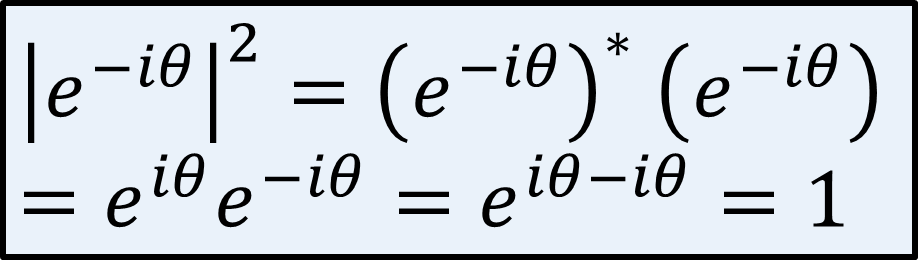 |e^{−iθ}|^2 = (e^{−iθ})^* (e^{−iθ})
= e^{iθ}e^{−iθ} = e^{iθ−iθ} = 1